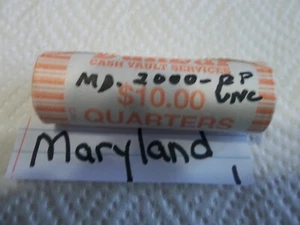 CASH VAULT SERVICES
MD. 2000-P
$10.00 UNC
QUARTERS
Maryland